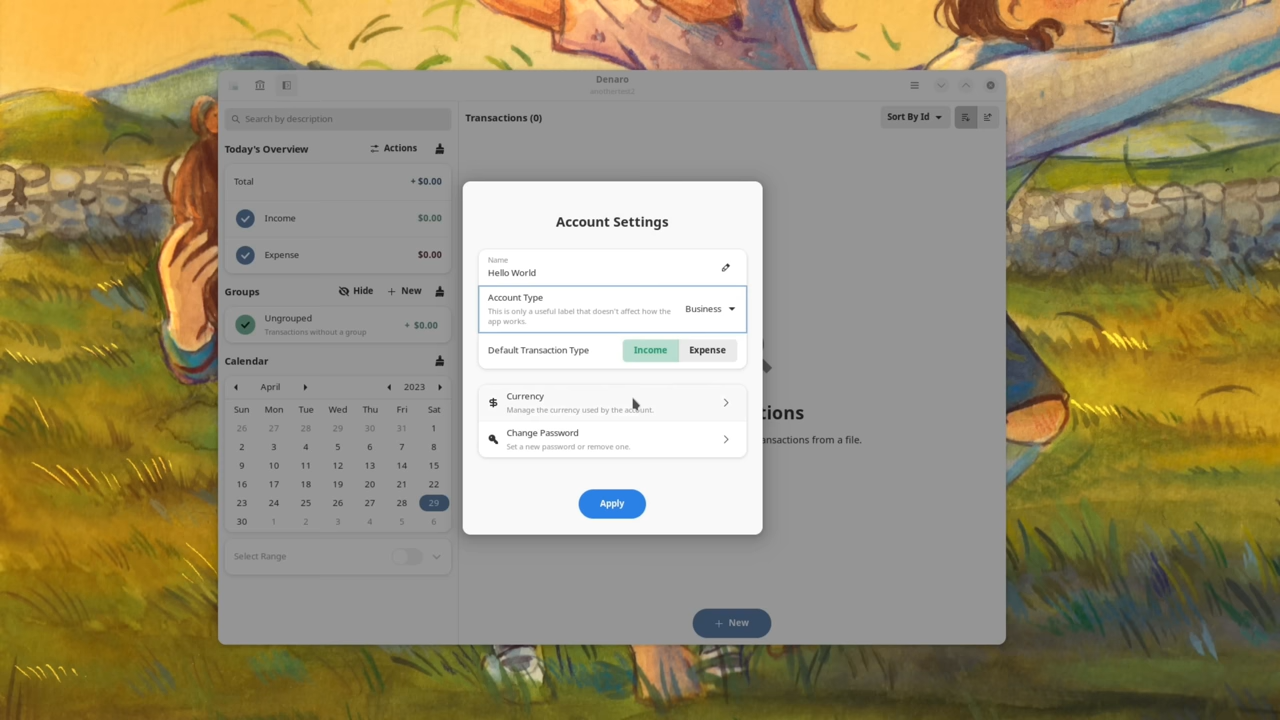 Denaro
Search by description
Transactions (0)
Sort By Id
Today's Overview
Actions
Total
+ $0.00
Income
$0.00
Expense
$0.00
Groups
Hide
New
Ungrouped
Transactions without a group
+ $0.00
Calendar
April
2023
Sun Mon Tue Wed Thu Fri Sat
26 27 28 29 30 31 1
2 3 4 5 6 7 8
9 10 11 12 13 14 15
16 17 18 19 20 21 22
23 24 25 26 27 28 29
30 1 2 3 4 5 6
Select Range
Account Settings
Name
Hello World
Account Type
This is only a useful label that doesn't affect how the
app works.
Business
Default Transaction Type
Income
Expense
Currency
Manage the currency used by the account.
Change Password
Set a new password or remove one.
Apply
from a file.
New